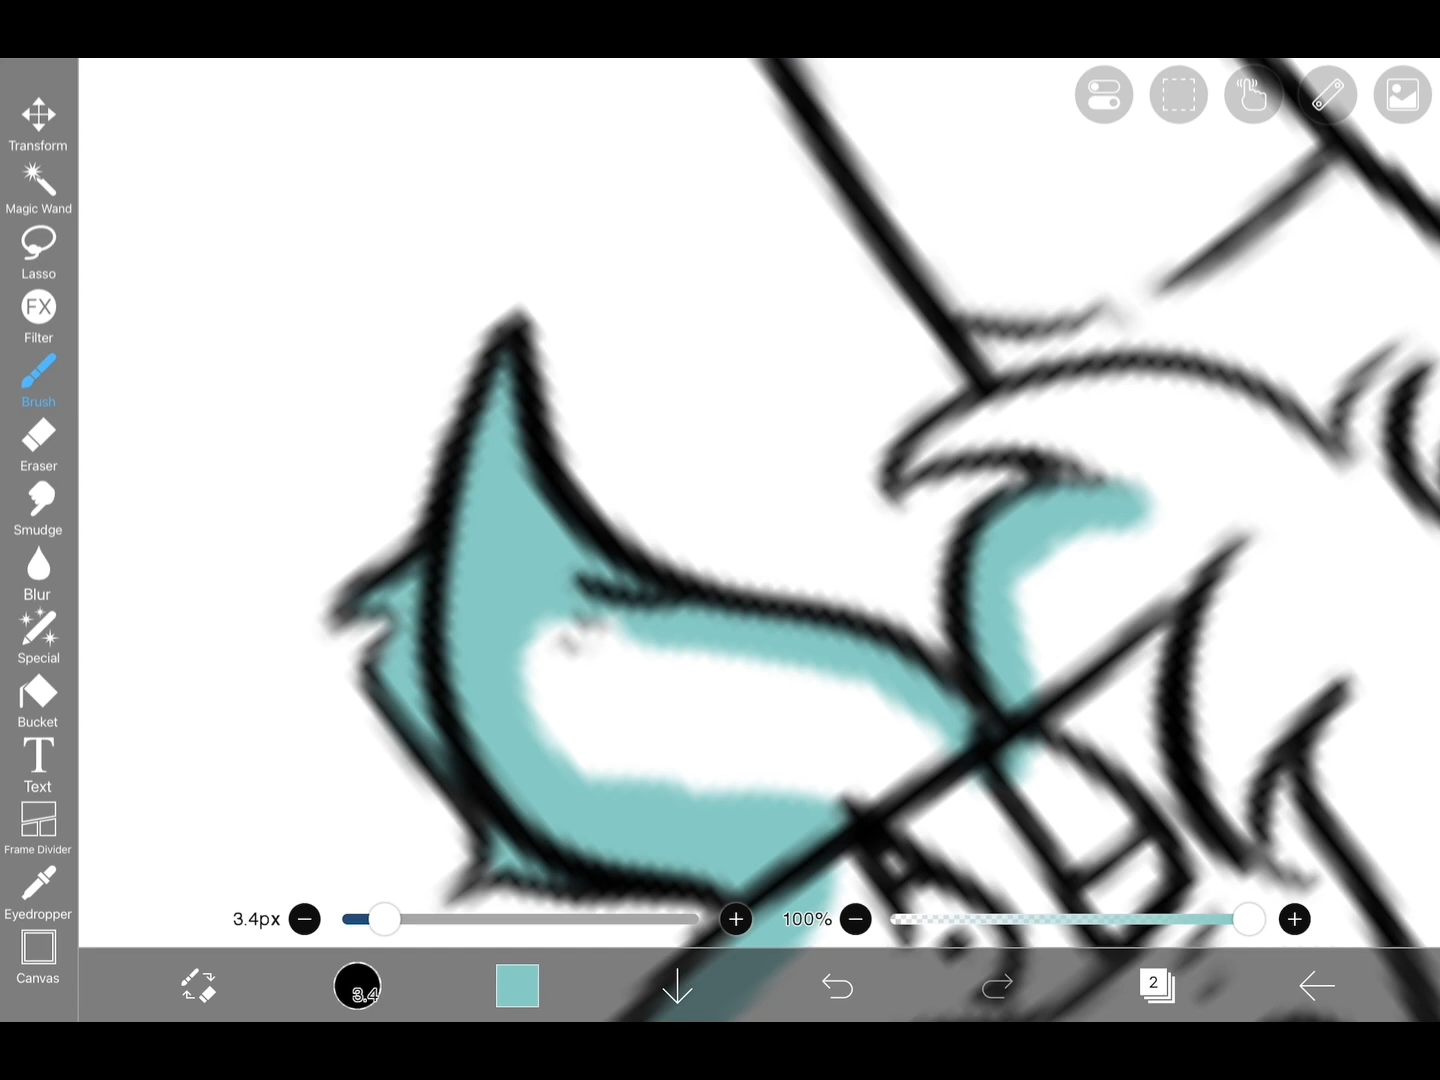 Transform
Magic Wand
Lasso
FX
Filter
Brush
Eraser
Smudge
Blur
Special
Bucket
T
Text
Frame Divider
Eyedropper
Canvas
3.4px
100%
3.4
2